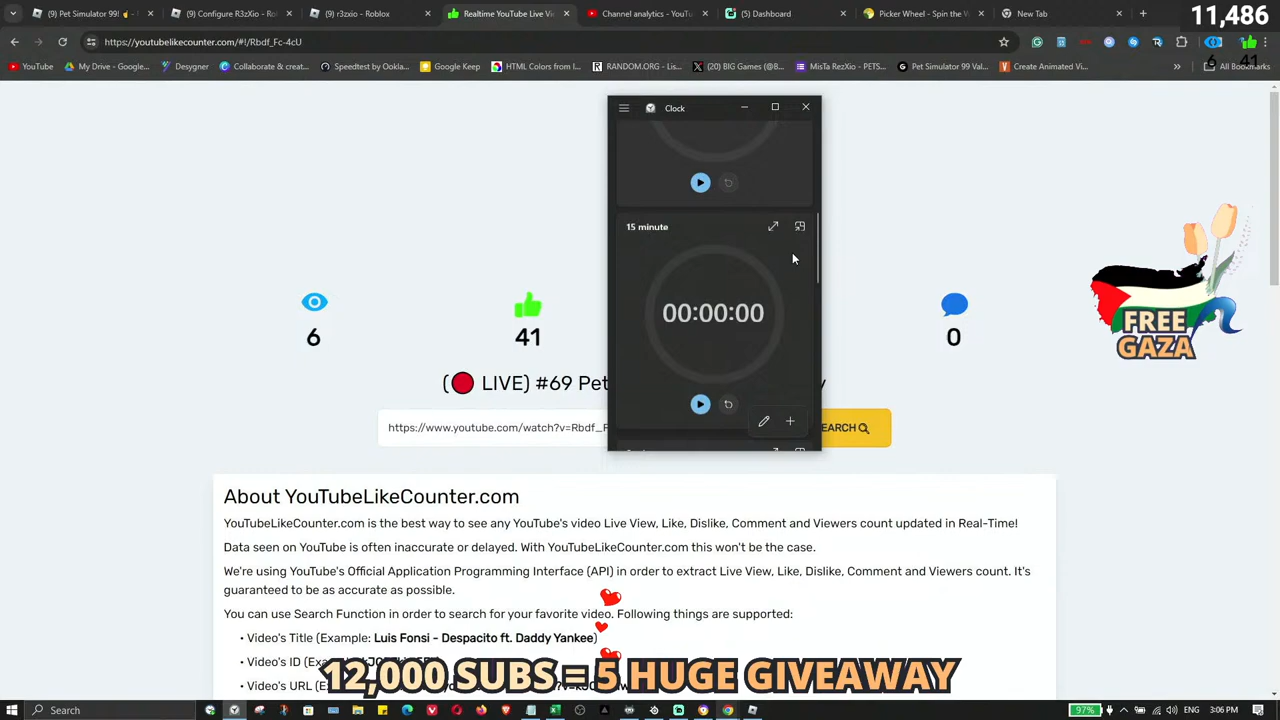 Pet Simulator 99! -
Configure R3zXio -
r3zxio - Roblox
Realtime YouTube Live Vi
Channel analytics - YouTu
(5) Dashboard
Picker Wheel - Spin the
New Tab
11,486
https://youtubelikecounter.com/#!/Rbdf_Fc-4cU
6
41
YouTube
My Drive - Google...
Desygner
Collaborate & creat...
Speedtest by Ookla...
Google Keep
HTML Colors from i...
RANDOM.ORG - Lis...
(20) BIG Games (@B...
MisTa RezXio - PETS...
Pet Simulator 99 Val...
Create Animated Vi...
All Bookmarks
Clock
15 minute
00:00:00
6
41
0
(🔴 LIVE) #69 Pet
https://www.youtube.com/watch?v=Rbdf_F
EARCH
FREE
GAZA
About YouTubeLikeCounter.com
YouTubeLikeCounter.com is the best way to see any YouTube's video Live View, Like, Dislike, Comment and Viewers count updated in Real-Time!
Data seen on YouTube is often inaccurate or delayed. With YouTubeLikeCounter.com this won't be the case.
We're using YouTube's Official Application Programming Interface (API) in order to extract Live View, Like, Dislike, Comment and Viewers count. It's
guaranteed to be as accurate as possible.
You can use Search Function in order to search for your favorite video. Following things are supported:
• Video's Title (Example: Luis Fonsi - Despacito ft. Daddy Yankee)
• Video's ID
• Video's URL
12,000 SUBS = 5 HUGE GIVEAWAY
Search
97%
ENG
3:06 PM